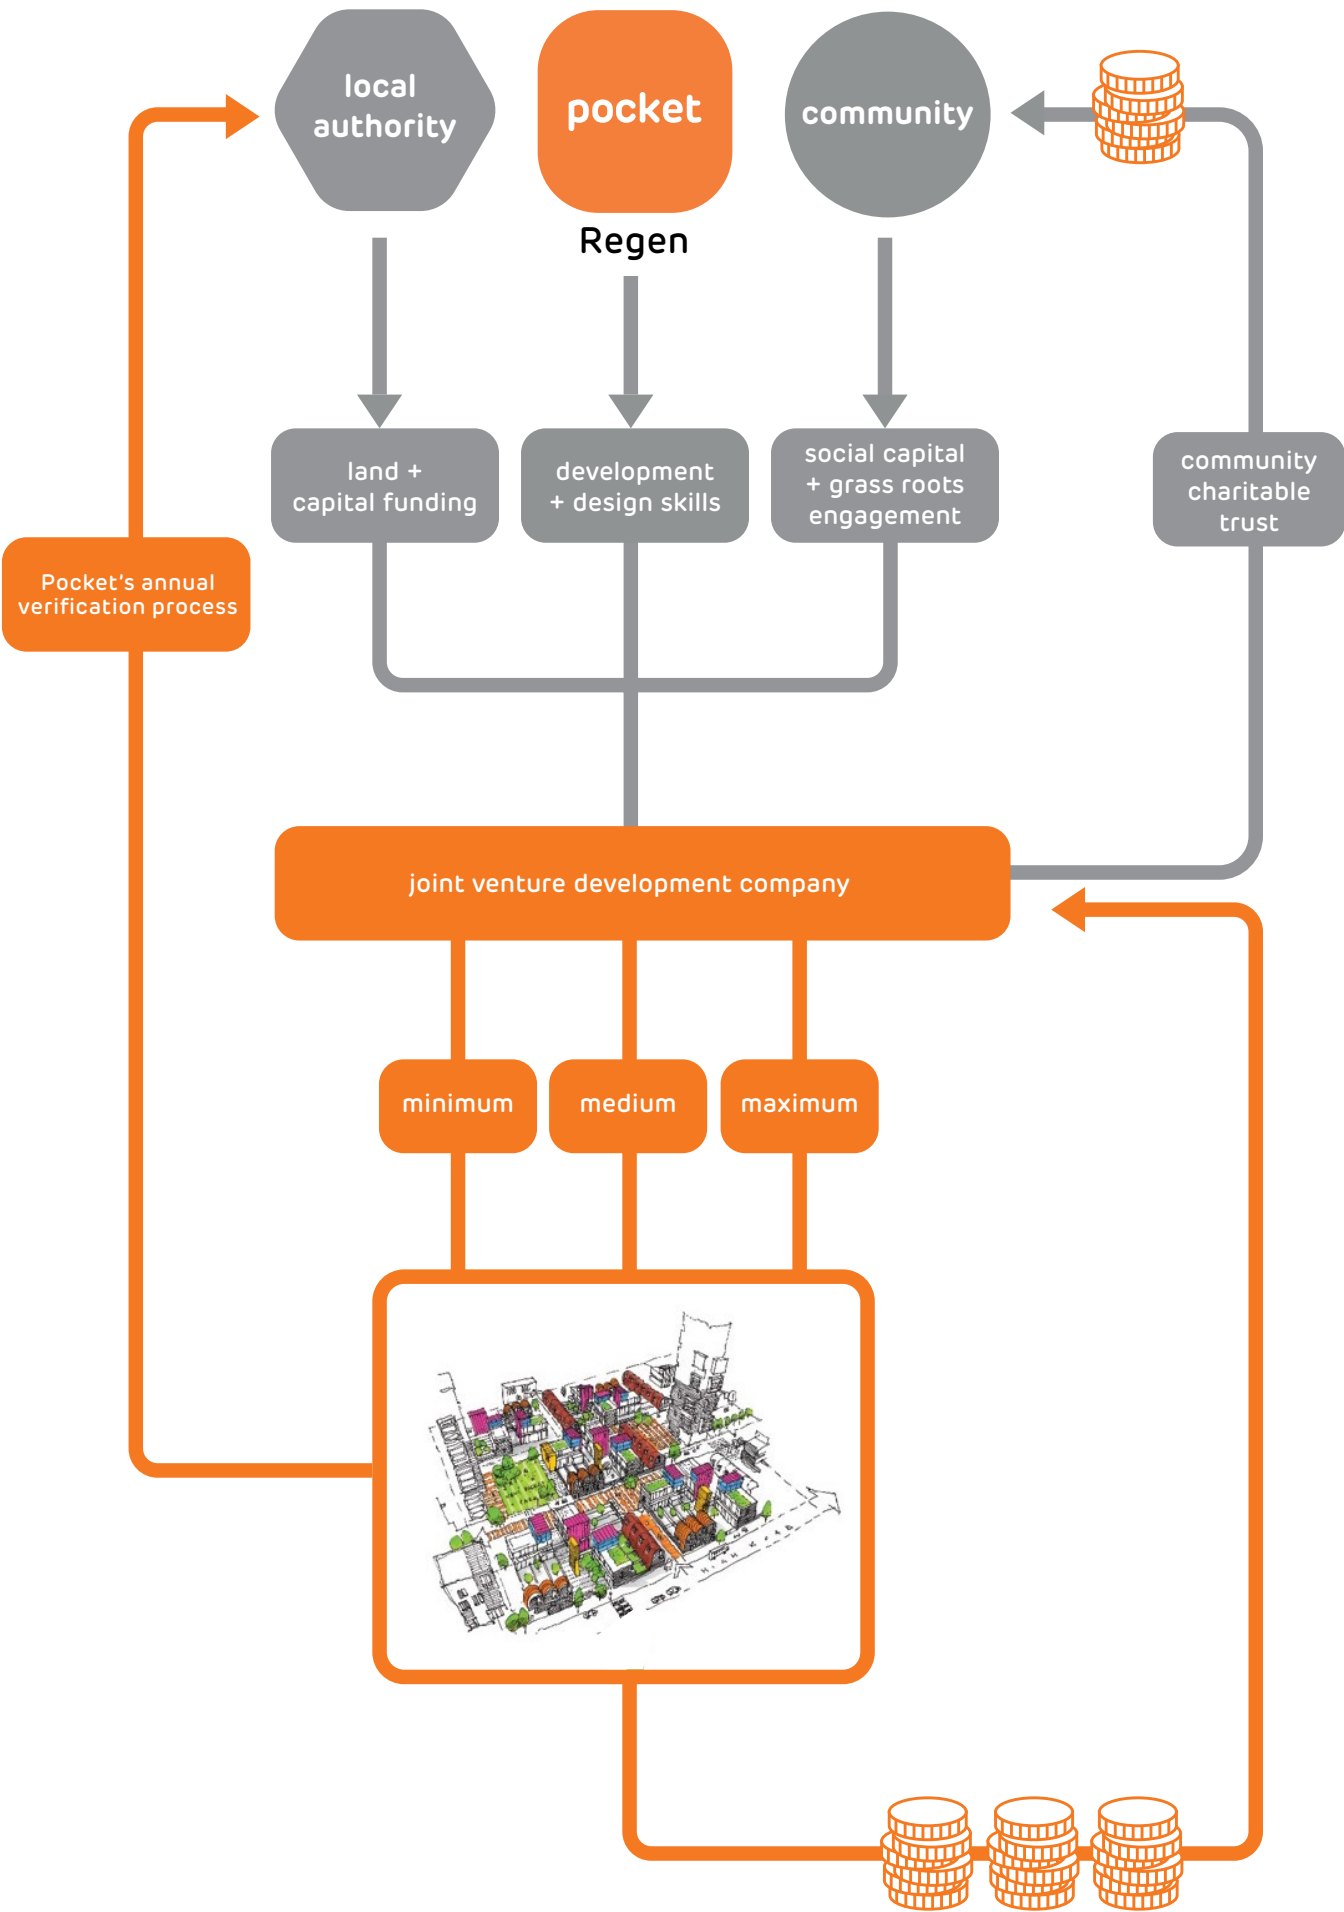 local
authority
pocket
community
Regen
land +
capital funding
development
+ design skills
social capital
+ grass roots
engagement
community
charitable
trust
Pocket's annual
verification process
joint venture development company
minimum
medium
maximum
HIGH